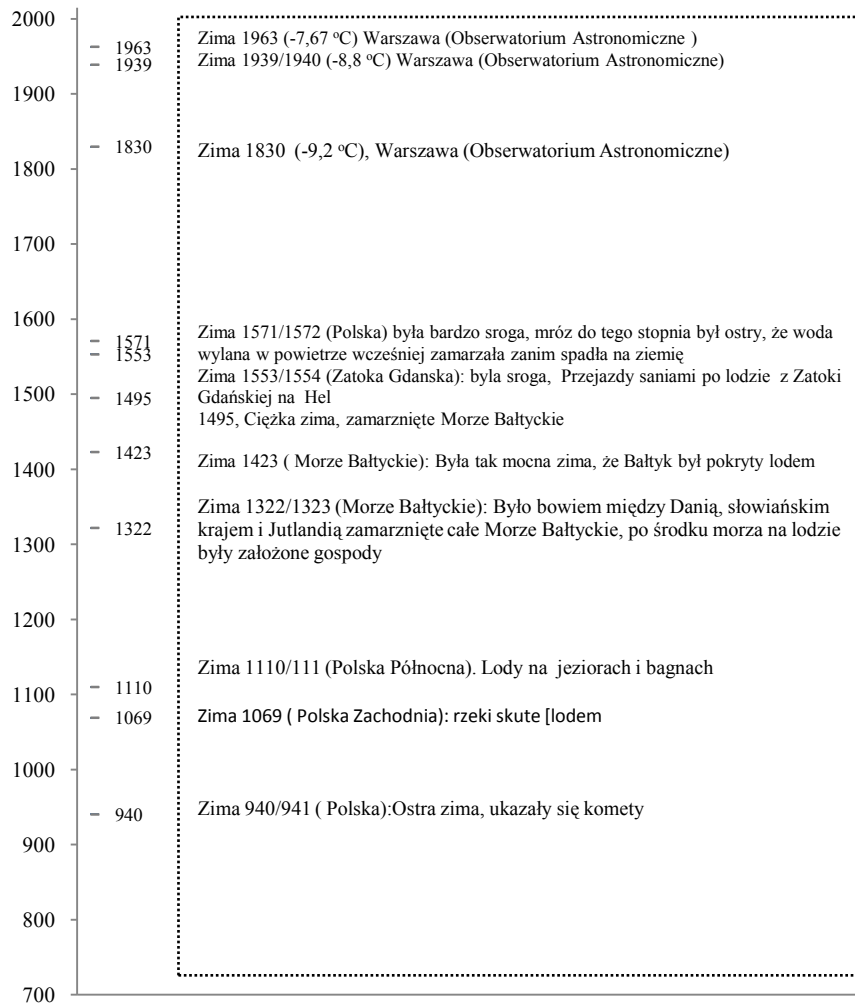 2000
1963 Zima 1963 (-7,67 °C) Warszawa (Obserwatorium Astronomiczne )
1939 Zima 1939/1940 (-8,8 °C) Warszawa (Obserwatorium Astronomiczne)
1900
1830 Zima 1830 (-9,2 °C), Warszawa (Obserwatorium Astronomiczne)
1800
1700
1600
1571 Zima 1571/1572 (Polska) była bardzo sroga, mróz do tego stopnia był ostry, że woda
1553 wylana w powietrze wcześniej zamarzała zanim spadła na ziemię
Zima 1553/1554 (Zatoka Gdanska): byla sroga, Przejazdy saniami po lodzie z Zatoki
1500 Gdańskiej na Hel
1495 1495, Ciężka zima, zamarznięte Morze Bałtyckie
1423 Zima 1423 ( Morze Bałtyckie): Była tak mocna zima, że Bałtyk był pokryty lodem
1400
Zima 1322/1323 (Morze Bałtyckie): Było bowiem między Danią, słowiańskim
1322 krajem i Jutlandią zamarznięte całe Morze Bałtyckie, po środku morza na lodzie
1300 były założone gospody
1200
Zima 1110/111 (Polska Północna). Lody na jeziorach i bagnach
1100 1110
1069 Zima 1069 ( Polska Zachodnia): rzeki skute [lodem
1000
940 Zima 940/941 ( Polska):Ostra zima, ukazały się komety
900
800
700